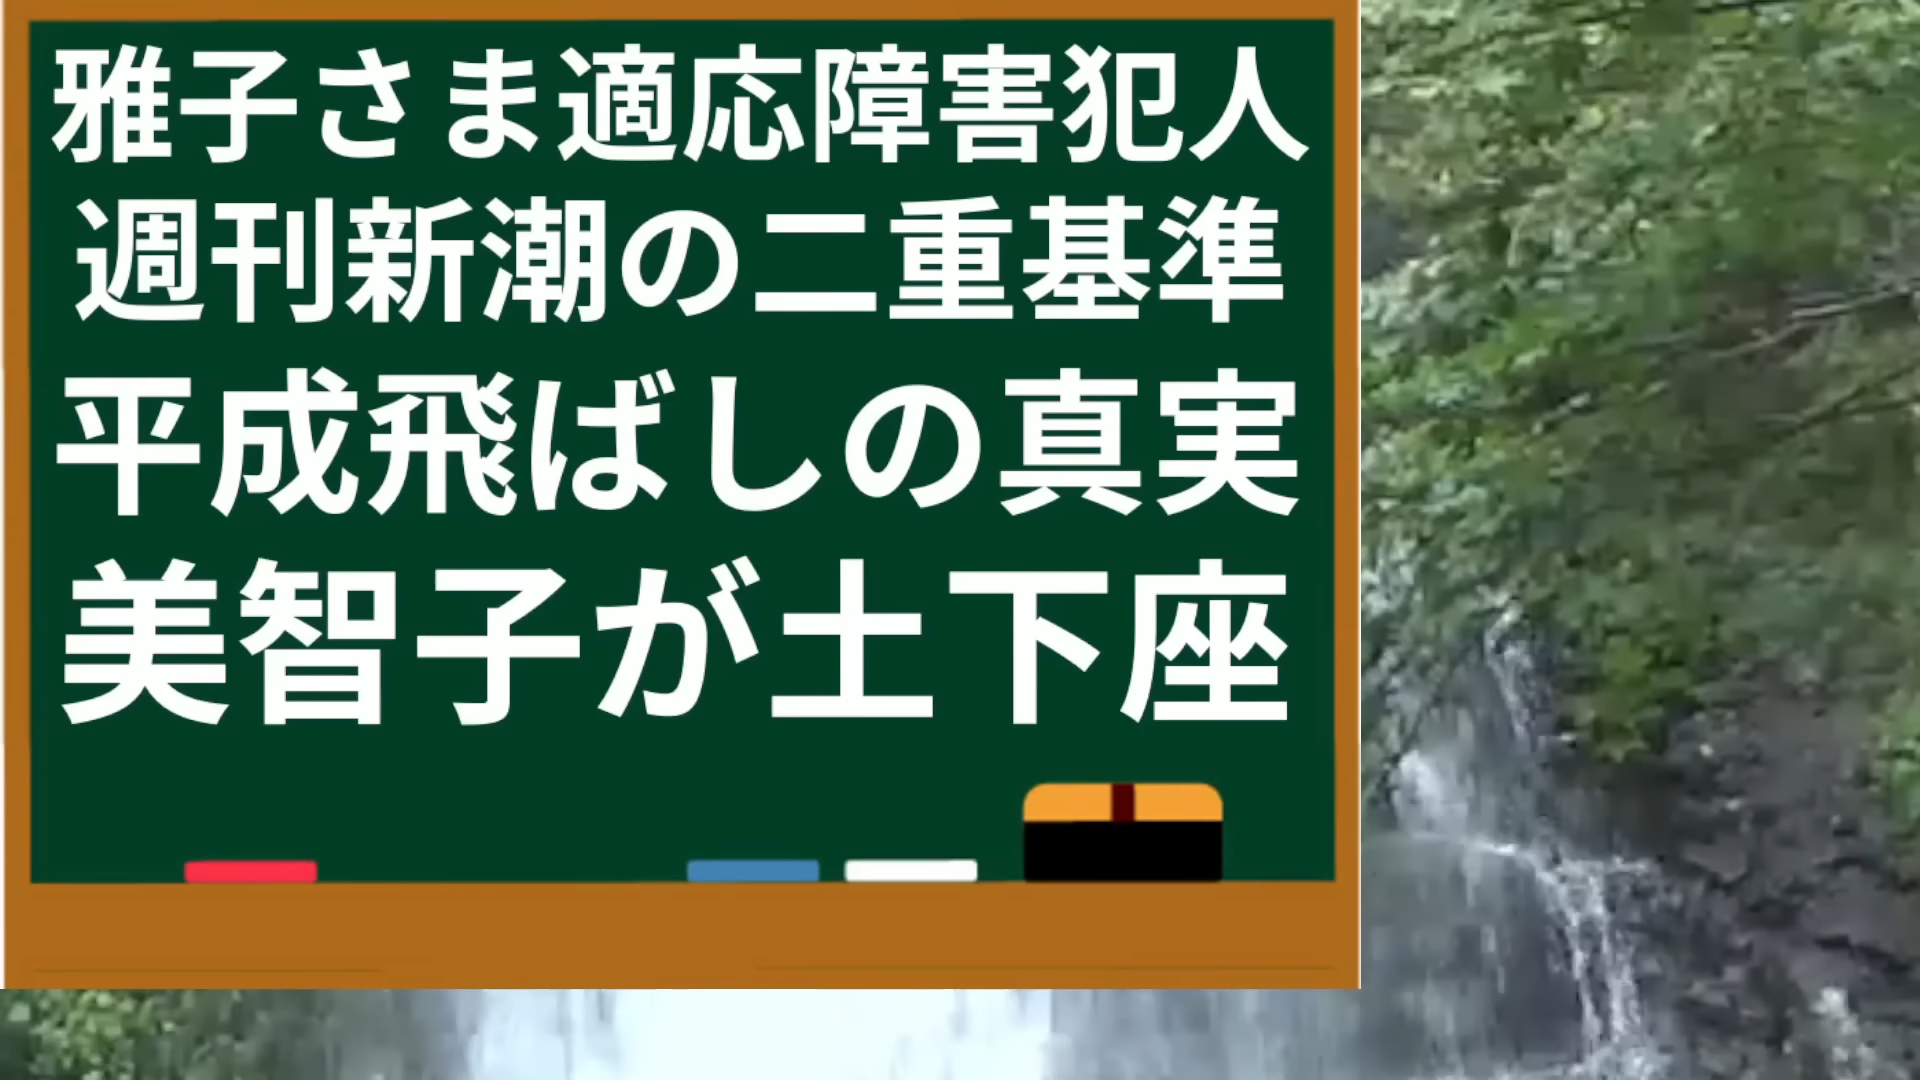 雅子さま適応障害犯人
週刊新潮の二重基準
平成飛ばしの真実
美智子が土下座